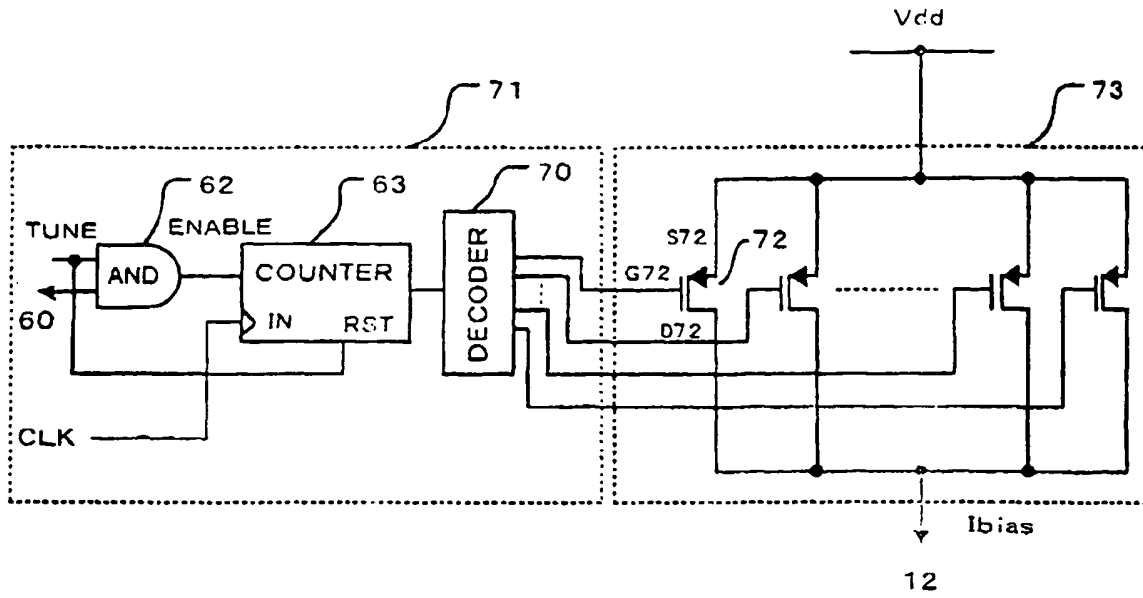 Vdd
71
73
62
63
70
TUNE
ENABLE
AND
COUNTER
DECODER
S72
72
G72
60
IN
RST
D72
CLK
Ibias
12